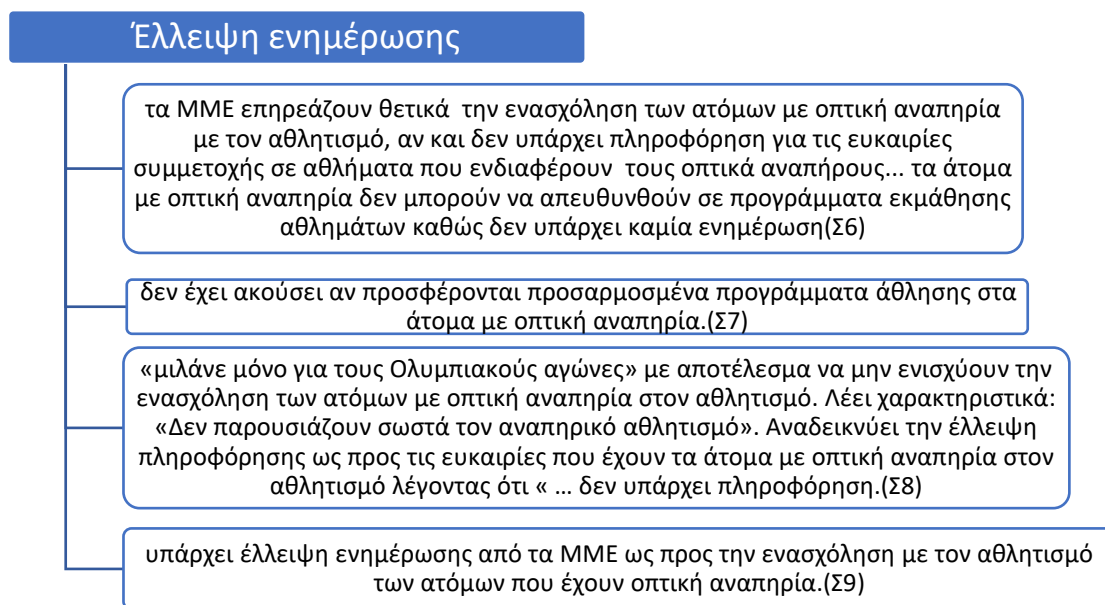 Έλλειψη ενημέρωσης
τα ΜΜΕ επηρεάζουν θετικά  την ενασχόληση των ατόμων με οπτική αναπηρία
με τον αθλητισμό, αν και δεν υπάρχει πληροφόρηση για τις ευκαιρίες
συμμετοχής σε αθλήματα που ενδιαφέρουν  τους οπτικά αναπήρους... τα άτομα
με οπτική αναπηρία δεν μπορούν να απευθυνθούν σε προγράμματα εκμάθησης
αθλημάτων καθώς δεν υπάρχει καμία ενημέρωση(Σ6)
δεν έχει ακούσει αν προσφέρονται προσαρμοσμένα προγράμματα άθλησης στα
άτομα με οπτική αναπηρία.(Σ7)
«μιλάνε μόνο για τους Ολυμπιακούς αγώνες» με αποτέλεσμα να μην ενισχύουν την
ενασχόληση των ατόμων με οπτική αναπηρία στον αθλητισμό. Λέει χαρακτηριστικά:
«Δεν παρουσιάζουν σωστά τον αναπηρικό αθλητισμό». Αναδεικνύει την έλλειψη
πληροφόρησης ως προς τις ευκαιρίες που έχουν τα άτομα με οπτική αναπηρία στον
αθλητισμό λέγοντας ότι « ... δεν υπάρχει πληροφόρηση.(Σ8)
υπάρχει έλλειψη ενημέρωσης από τα ΜΜΕ ως προς την ενασχόληση με τον αθλητισμό
των ατόμων που έχουν οπτική αναπηρία.(Σ9)